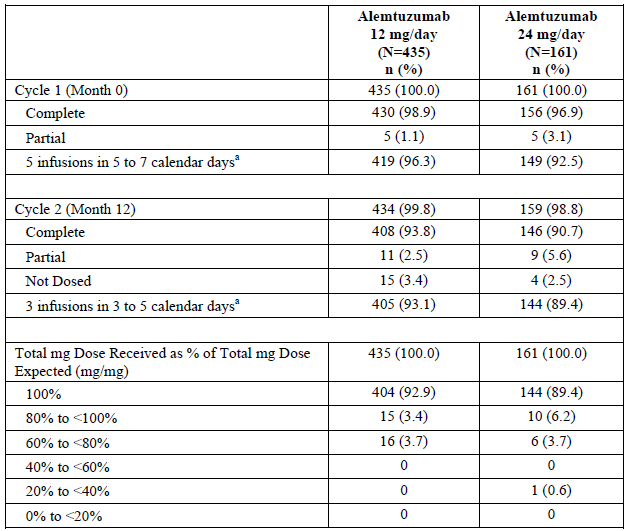 Alemtuzumab 12 mg/day (N=435) n (%) Alemtuzumab 24 mg/day (N=161) n (%)
Cycle 1 (Month 0) 435 (100.0) 161 (100.0)
Complete 430 (98.9) 156 (96.9)
Partial 5 (1.1) 5 (3.1)
5 infusions in 5 to 7 calendar daysᵃ 419 (96.3) 149 (92.5)
Cycle 2 (Month 12) 434 (99.8) 159 (98.8)
Complete 408 (93.8) 146 (90.7)
Partial 11 (2.5) 9 (5.6)
Not Dosed 15 (3.4) 4 (2.5)
3 infusions in 3 to 5 calendar daysᵃ 405 (93.1) 144 (89.4)
Total mg Dose Received as % of Total mg Dose
Expected (mg/mg) 435 (100.0) 161 (100.0)
100% 404 (92.9) 144 (89.4)
80% to <100% 15 (3.4) 10 (6.2)
60% to <80% 16 (3.7) 6 (3.7)
40% to <60% 0 0
20% to <40% 0 1 (0.6)
0% to <20% 0 0